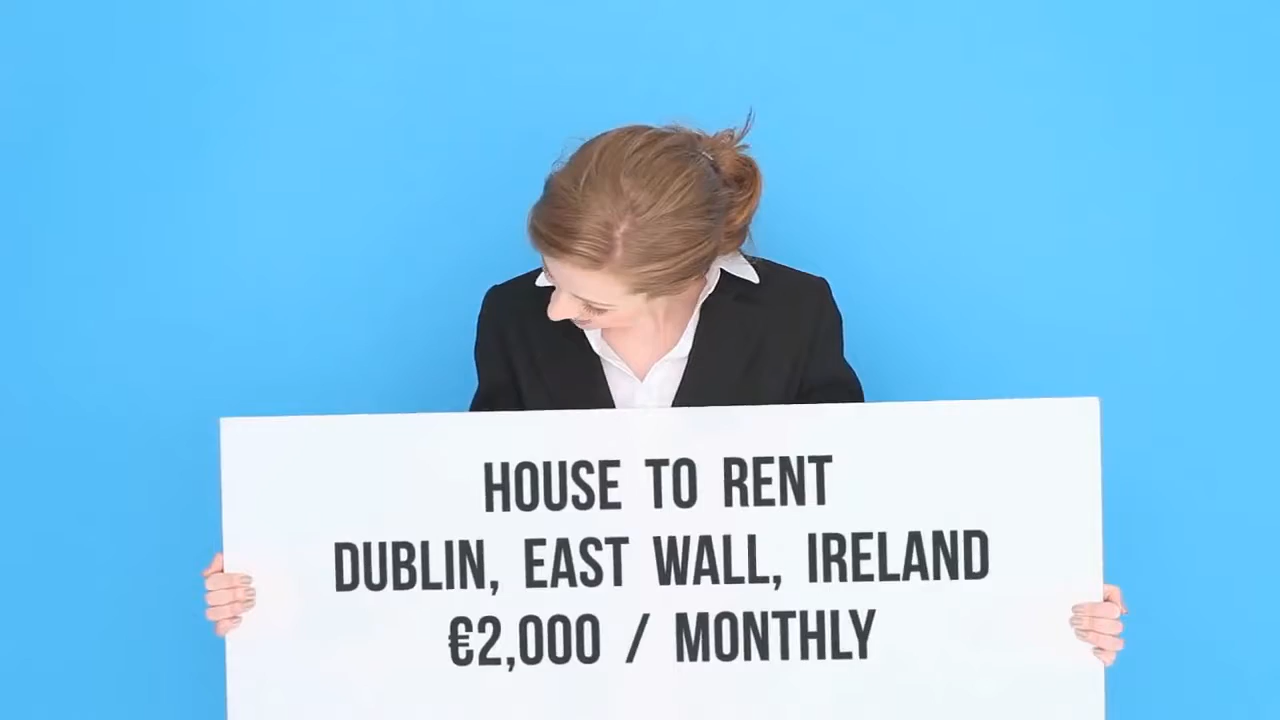 HOUSE TO RENT
DUBLIN, EAST WALL, IRELAND
€2,000 / MONTHLY